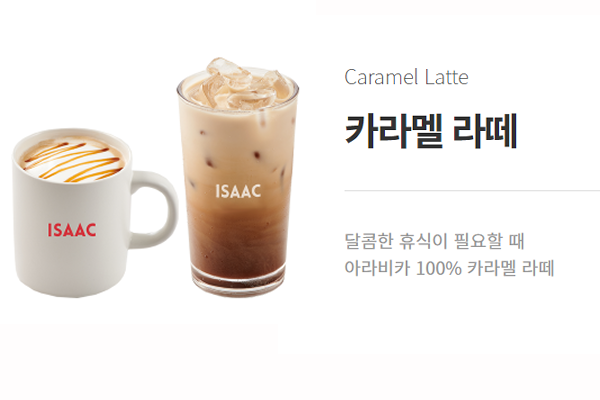 Caramel Latte
카라멜 라떼
ISAAC
ISAAC
달콤한 휴식이 필요할 때
아라비카 100% 카라멜 라떼